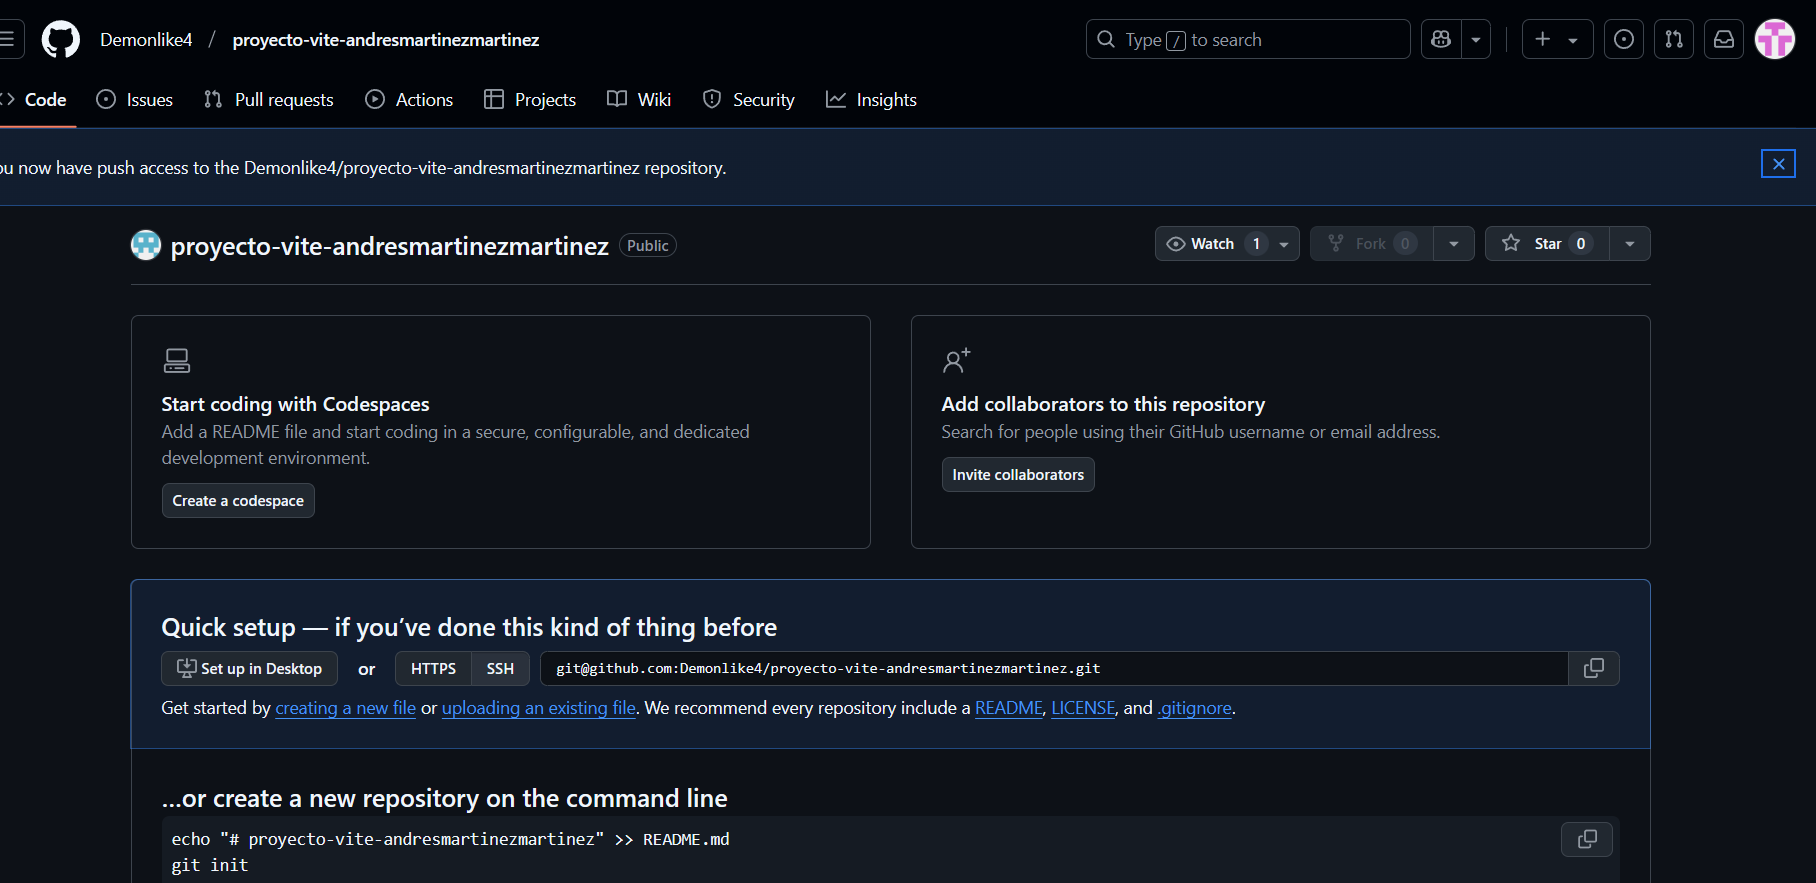 Demonlike4 / proyecto-vite-andresmartinezmartinez
Type / to search
Code Issues Pull requests Actions Projects Wiki Security Insights
ou now have push access to the Demonlike4/proyecto-vite-andresmartinezmartinez repository.
proyecto-vite-andresmartinezmartinez Public
Watch 1 Fork 0 Star 0
Start coding with Codespaces
Add a README file and start coding in a secure, configurable, and dedicated
development environment.
Create a codespace
Add collaborators to this repository
Search for people using their GitHub username or email address.
Invite collaborators
Quick setup — if you’ve done this kind of thing before
Set up in Desktop or HTTPS SSH git@github.com:Demonlike4/proyecto-vite-andresmartinezmartinez.git
Get started by creating a new file or uploading an existing file. We recommend every repository include a README, LICENSE, and .gitignore.
…or create a new repository on the command line
echo "# proyecto-vite-andresmartinezmartinez" >> README.md
git init